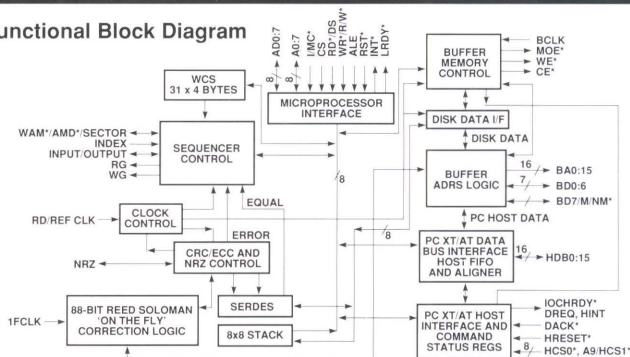 unctional Block Diagram
AD0:7
A0:7
I/MC*
CS
RD*/DS
WR*/R/W*
ALE
RST*
INT*
LRDY*
8
8
WCS
31 x 4 BYTES
MICROPROCESSOR
INTERFACE
BUFFER
MEMORY
CONTROL
BCLK
MOE*
WE*
CE*
DISK DATA I/F
DISK DATA
WAM*/AMD*/SECTOR
INDEX
INPUT/OUTPUT
RG
WG
SEQUENCER
CONTROL
8
BUFFER
ADRS LOGIC
16
BA0:15
7
BD0:6
BD7/M/NM*
EQUAL
PC HOST DATA
RD/REF CLK
CLOCK
CONTROL
8
ERROR
PC XT/AT DATA
BUS INTERFACE
HOST FIFO
AND ALIGNER
16
HDB0:15
NRZ
CRC/ECC AND
NRZ CONTROL
SERDES
1FCLK
88-BIT REED SOLOMAN
'ON THE FLY'
CORRECTION LOGIC
8x8 STACK
PC XT/AT HOST
INTERFACE AND
COMMAND
STATUS REGS
IOCHRDY*
DREQ, HINT
DACK*
HRESET*
8
HCS0*, A9/HCS1*